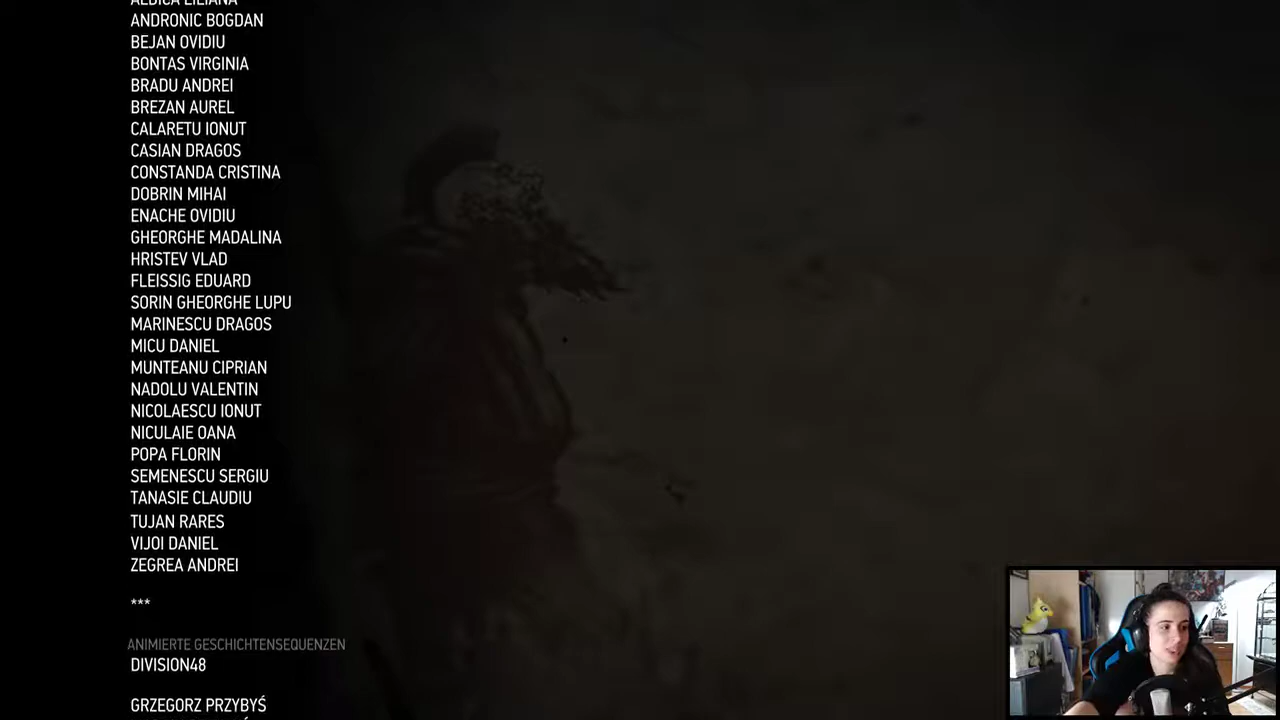 ALBICA LILIANA
ANDRONIC BOGDAN
BEJAN OVIDIU
BONTAS VIRGINIA
BRADU ANDREI
BREZAN AUREL
CALARETU IONUT
CASIAN DRAGOS
CONSTANDA CRISTINA
DOBRIN MIHAI
ENACHE OVIDIU
GHEORGHE MADALINA
HRISTEV VLAD
FLEISSIG EDUARD
SORIN GHEORGHE LUPU
MARINESCU DRAGOS
MICU DANIEL
MUNTEANU CIPRIAN
NADOLU VALENTIN
NICOLAESCU IONUT
NICULAIE OANA
POPA FLORIN
SEMENESCU SERGIU
TANASIE CLAUDIU
TUJAN RARES
VIJOI DANIEL
ZEGREA ANDREI
***
ANIMIERTE GESCHICHTENSEQUENZEN
DIVISION48
GRZEGORZ PRZYBYŚ